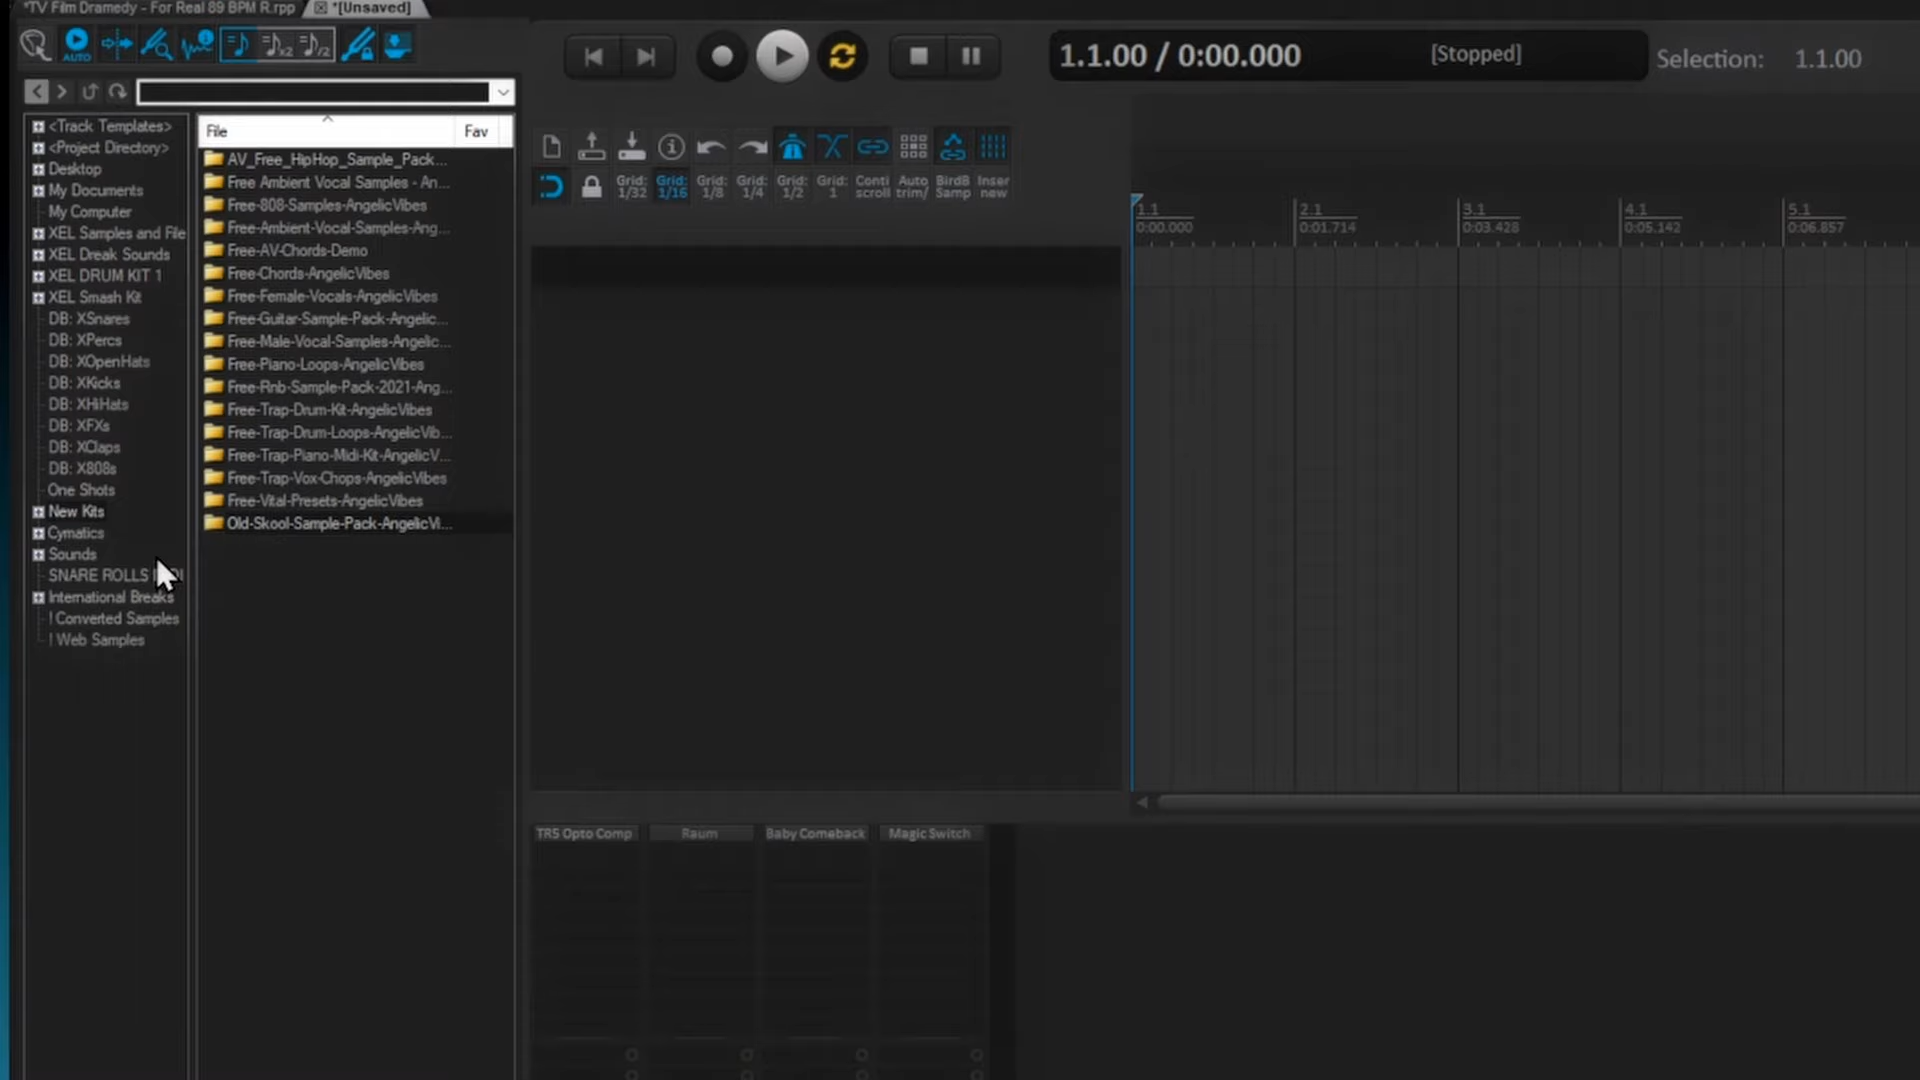 *TV Film Dramedy - For Real 89 BPM R.rpp
*[Unsaved]
AUTO
x2
/2
1.1.00 / 0:00.000
[Stopped]
Selection: 1.1.00
<Track Templates>
<Project Directory>
Desktop
My Documents
My Computer
XEL Samples and File
XEL Dreak Sounds
XEL DRUM KIT 1
XEL Smash Kit
DB: XSnares
DB: XPercs
DB: XOpenHats
DB: XKicks
DB: XHiHats
DB: XFXs
DB: XClaps
DB: X808s
One Shots
New Kits
Cymatics
Sounds
SNARE ROLLS
International Breaks
! Converted Samples
! Web Samples
File
Fav
AV_Free_HipHop_Sample_Pack...
Free Ambient Vocal Samples - An...
Free-808-Samples-AngelicVibes
Free-Ambient-Vocal-Samples-Ang...
Free-AV-Chords-Demo
Free-Chords-AngelicVibes
Free-Female-Vocals-AngelicVibes
Free-Guitar-Sample-Pack-Angelic...
Free-Male-Vocal-Samples-Angelic...
Free-Piano-Loops-AngelicVibes
Free-Rnb-Sample-Pack-2021-Ang...
Free-Trap-Drum-Kit-AngelicVibes
Free-Trap-Drum-Loops-AngelicVib...
Free-Trap-Piano-Midi-Kit-AngelicV...
Free-Trap-Vox-Chops-AngelicVibes
Free-Vital-Presets-AngelicVibes
Old-Skool-Sample-Pack-AngelicVi...
Grid: 1/32
Grid: 1/16
Grid: 1/8
Grid: 1/4
Grid: 1/2
Grid: 1
Conti scroll
Auto trim/
BirdB Samp
Inser new
1.1
0:00.000
2.1
0:01.714
3.1
0:03.428
4.1
0:05.142
5.1
0:06.857
TR5 Opto Comp
Raum
Baby Comeback
Magic Switch